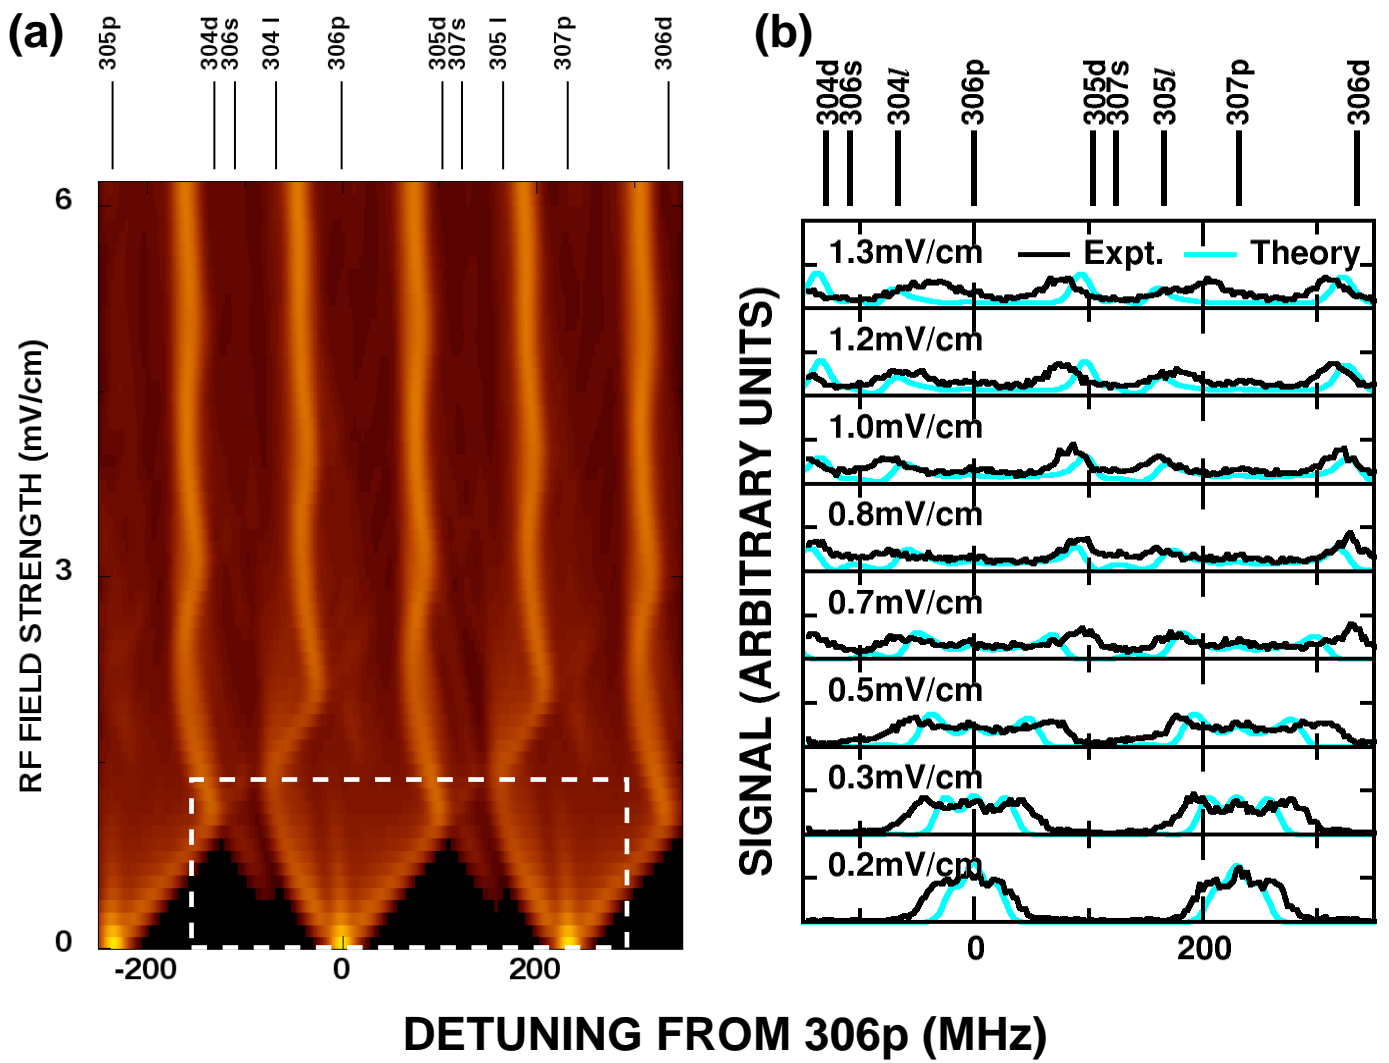 (a)
305p
304d
306s
304 l
306p
305d
307s
305 l
307p
306d
6
3
0
RF FIELD STRENGTH (mV/cm)
-200
0
200
(b)
304d
306s
304l
306p
305d
307s
305l
307p
306d
1.3mV/cm
Expt.
Theory
1.2mV/cm
1.0mV/cm
0.8mV/cm
0.7mV/cm
0.5mV/cm
0.3mV/cm
0.2mV/cm
SIGNAL (ARBITRARY UNITS)
0
200
DETUNING FROM 306p (MHz)